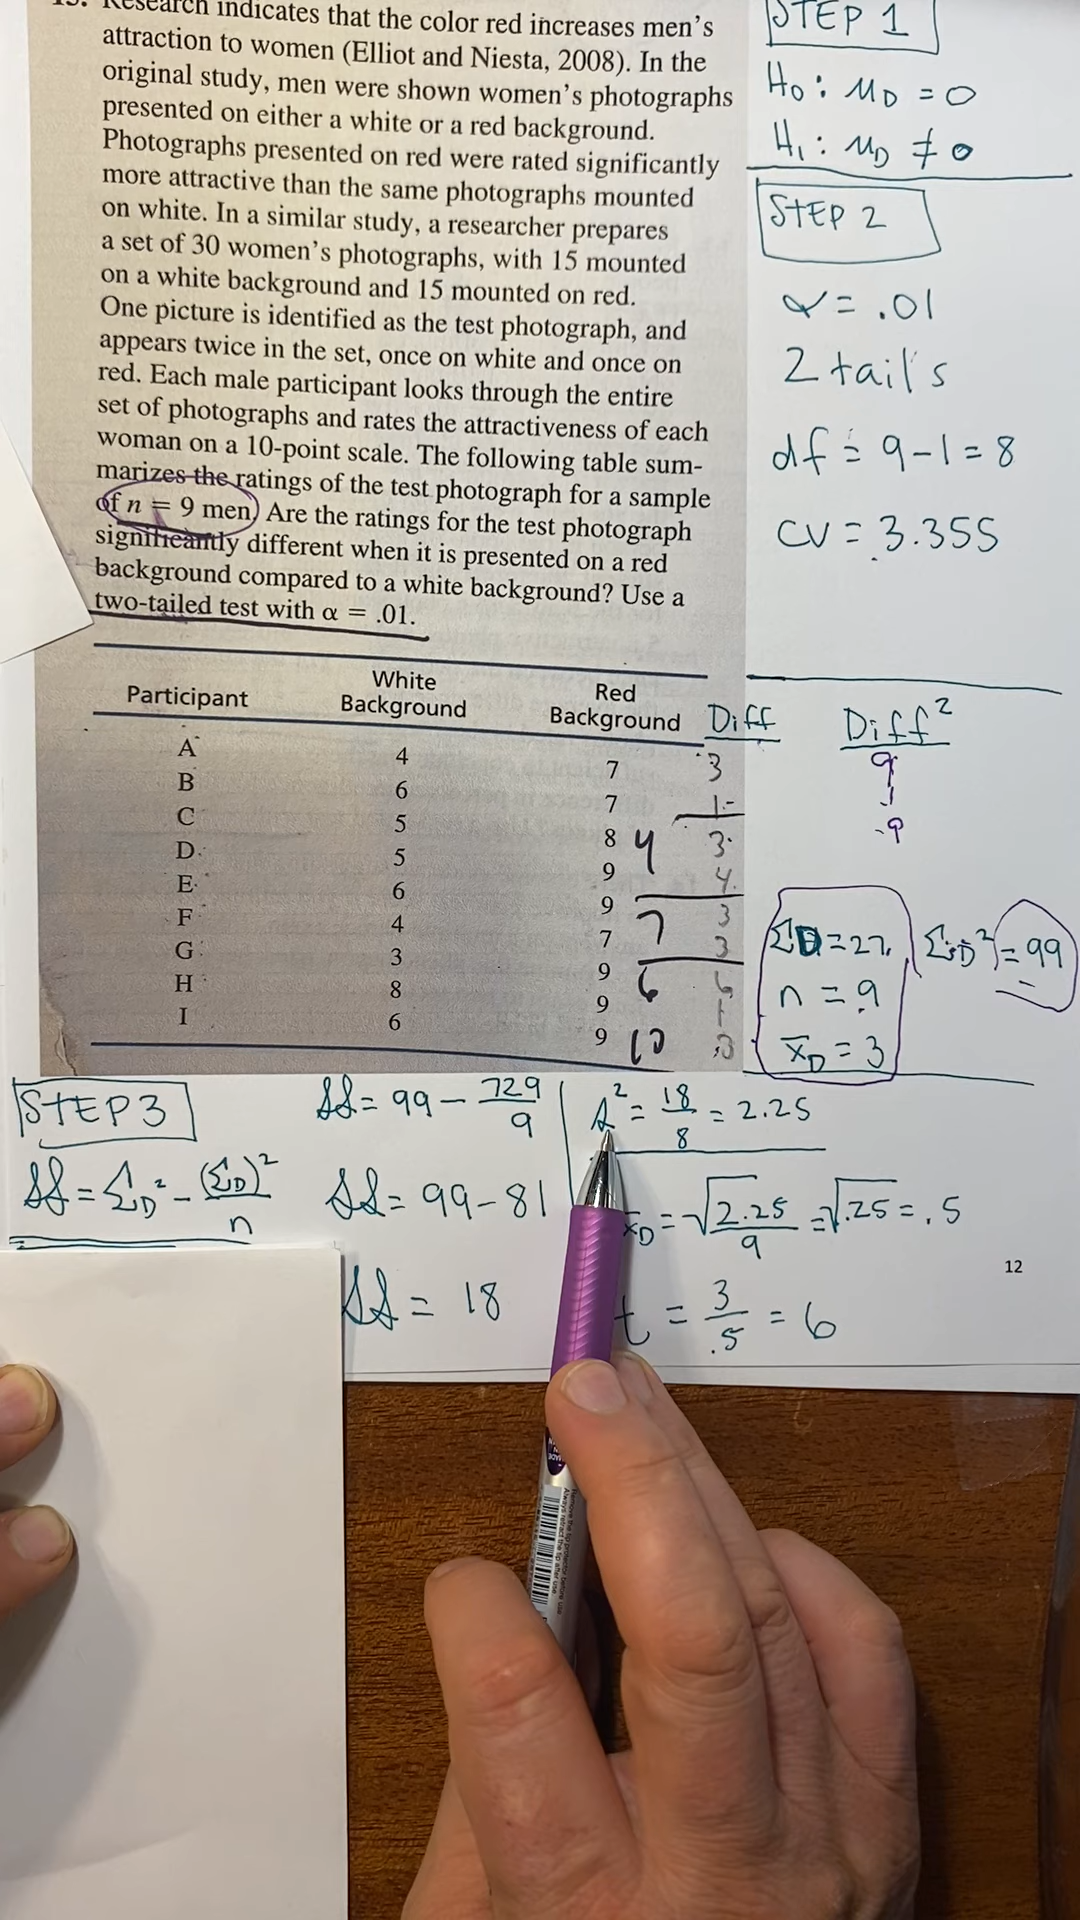 13. Research indicates that the color red increases men's
attraction to women (Elliot and Niesta, 2008). In the
original study, men were shown women's photographs
presented on either a white or a red background.
Photographs presented on red were rated significantly
more attractive than the same photographs mounted
on white. In a similar study, a researcher prepares
a set of 30 women's photographs, with 15 mounted
on a white background and 15 mounted on red.
One picture is identified as the test photograph, and
appears twice in the set, once on white and once on
red. Each male participant looks through the entire
set of photographs and rates the attractiveness of each
woman on a 10-point scale. The following table sum-
marizes the ratings of the test photograph for a sample
of n = 9 men. Are the ratings for the test photograph
significantly different when it is presented on a red
background compared to a white background? Use a
two-tailed test with α = .01.
STEP 1
H0 : μD = 0
H1 : μD ≠ 0
STEP 2
α = .01
2 tail's
df = 9-1 = 8
CV = 3.355
Participant White Background Red Background Diff Diff²
A 4 7 3 9
B 6 7 1 1
C 5 8 3 9
D 5 9 4
E 6 9 3
F 4 7 3
G 3 9 6
H 8 9 1
I 6 9 3
4
7
6
10
ΣD = 27
n = 9
x̄D = 3
ΣD² = 99
STEP 3
SS = ΣD² - (ΣD)²/n
SS = 99 - 729/9
SS = 99 - 81
SS = 18
s² = 18/8 = 2.25
x̄D = √2.25/9 = √.25 = .5
t = 3/.5 = 6
12